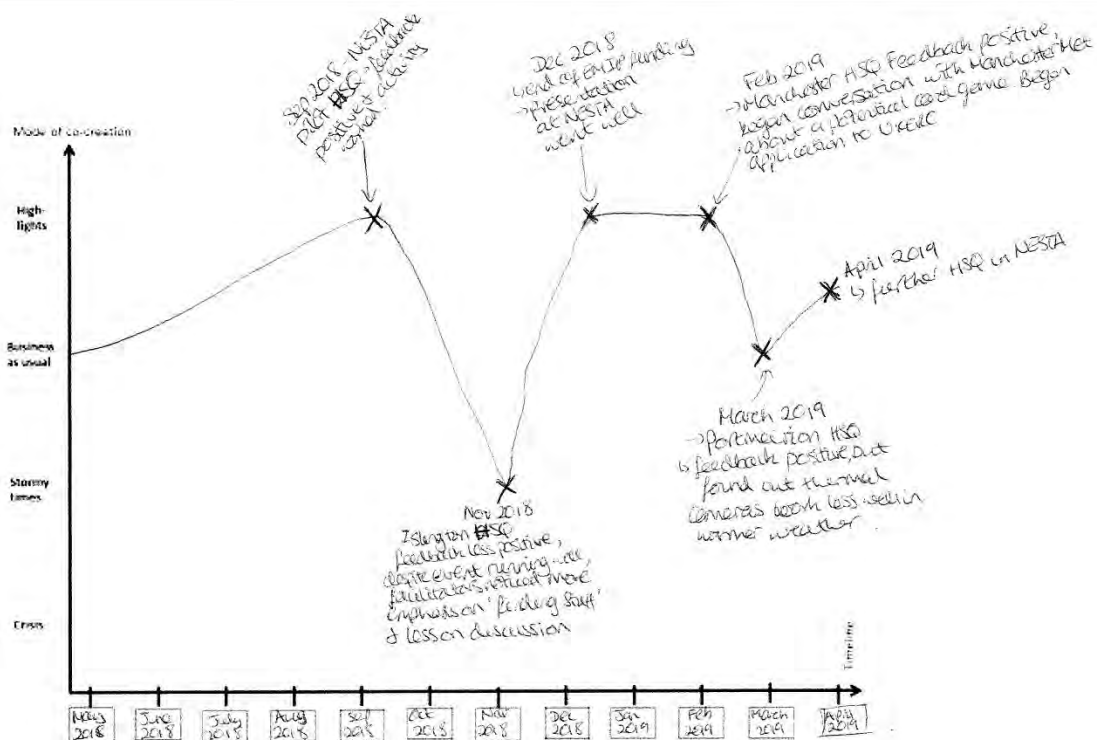 Sep 2018 - NESTA
pilot HSQ - feedback
positive & activity
Dec 2018
end of funding
→ Presentation
at NESTA
went well
Feb 2019
→ Manchester HSQ Feedback positive,
began conversation with Manchester Met
about a potential card game. Began
application to UKERC
Mode of co-creation
High-
lights
April 2019
↳ further HSQ in NESTA
Business
as usual
March 2019
→ Portmeirion HSQ
↳ feedback positive, but
found out thermal
cameras work less well in
warmer weather.
Stormy
times
Nov 2018
Islington HSQ
feedback less positive,
despite event running well,
facilitators noticed more
emphasis on 'finding stuff'
& less on discussion
Crisis
Timeline
May 2018
June 2018
July 2018
Aug 2018
Sep 2018
Oct 2018
Nov 2018
Dec 2018
Jan 2019
Feb 2019
March 2019
April 2019